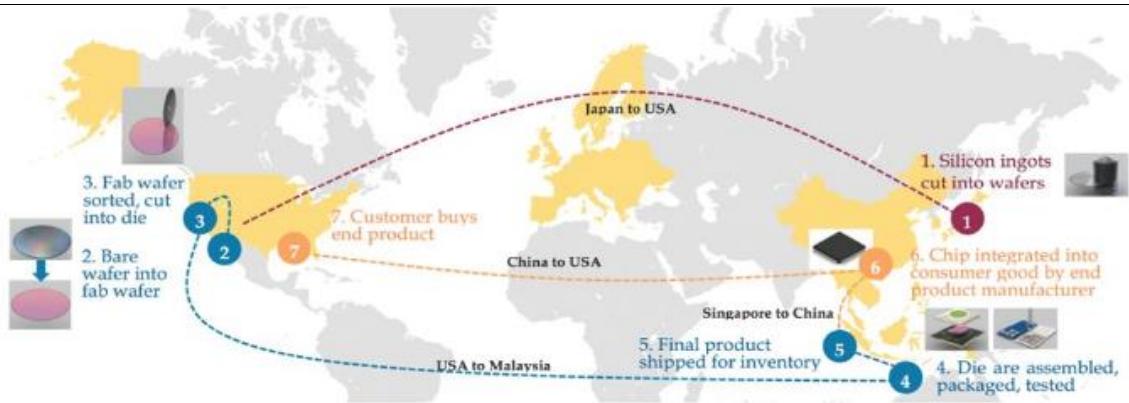 Japan to USA
1. Silicon ingots
cut into wafers
1
3. Fab wafer
sorted, cut
into die
3
2
2. Bare
wafer into
fab wafer
7. Customer buys
end product
7
China to USA
6
6. Chip integrated into
consumer good by end
product manufacturer
Singapore to China
5. Final product
shipped for inventory
5
USA to Malaysia
4
4. Die are assembled,
packaged, tested